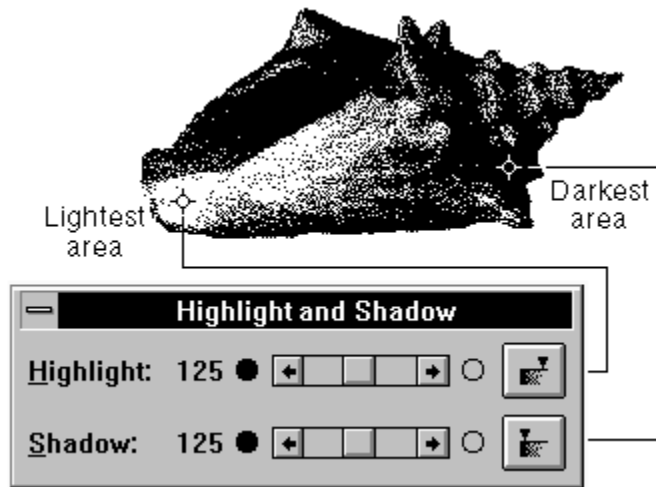 Lightest
area
Darkest
area
Highlight and Shadow
Highlight: 125
Shadow: 125